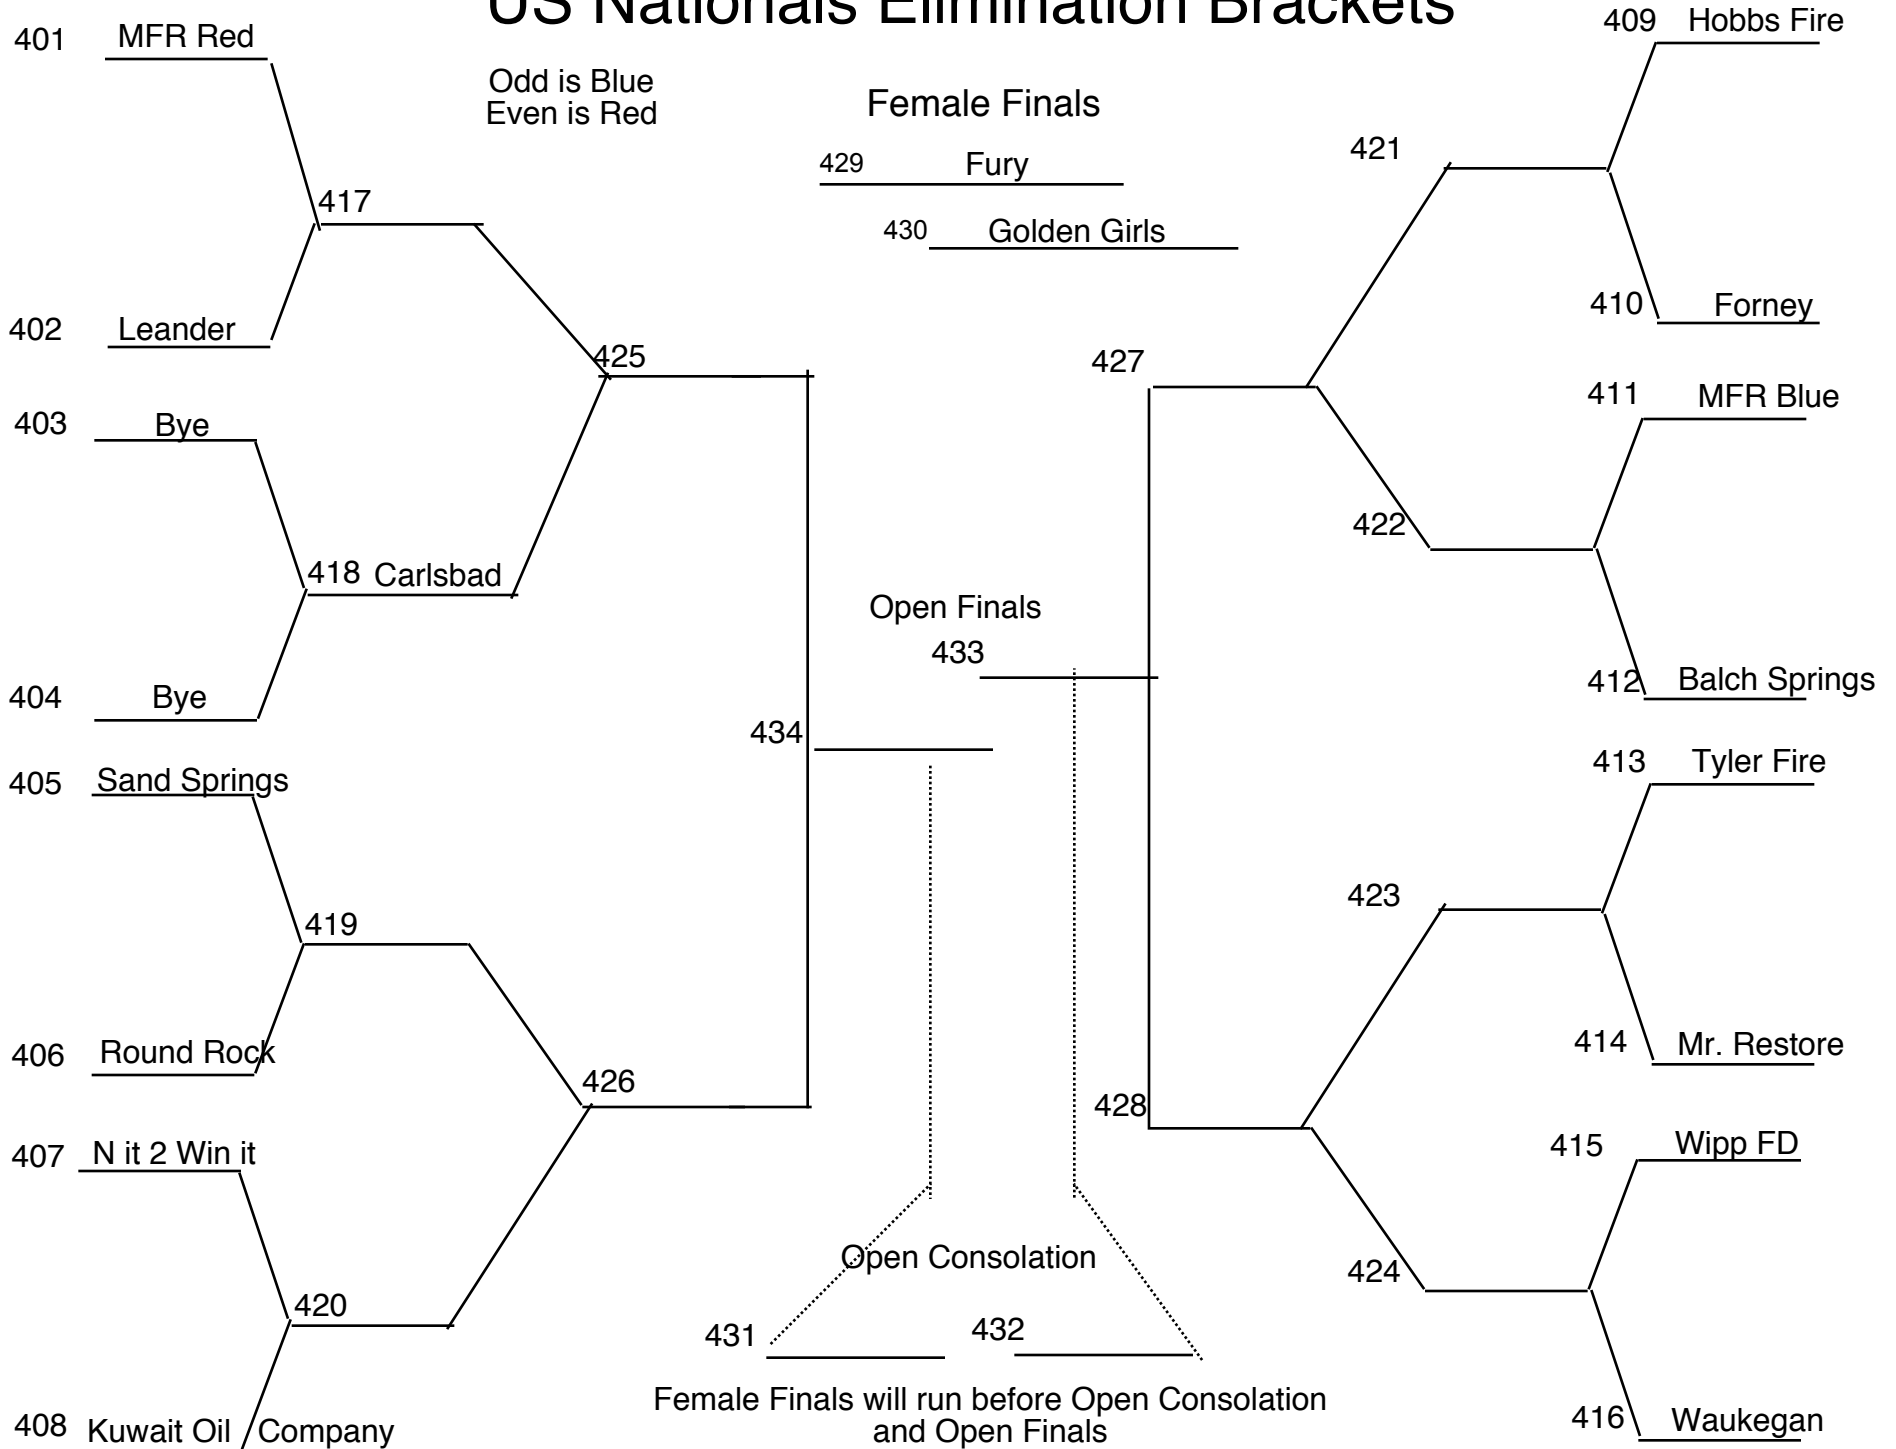 US Nationals Elimination Brackets
401 MFR Red
Odd is Blue
Even is Red
417
402 Leander
425
403 Bye
418 Carlsbad
404 Bye
405 Sand Springs
419
406 Round Rock
426
407 N it 2 Win it
420
408 Kuwait Oil Company
Female Finals
429 Fury
430 Golden Girls
Open Finals
433
434
Open Consolation
431
432
Female Finals will run before Open Consolation
and Open Finals
409 Hobbs Fire
421
410 Forney
427
411 MFR Blue
422
412 Balch Springs
413 Tyler Fire
423
414 Mr. Restore
428
415 Wipp FD
424
416 Waukegan